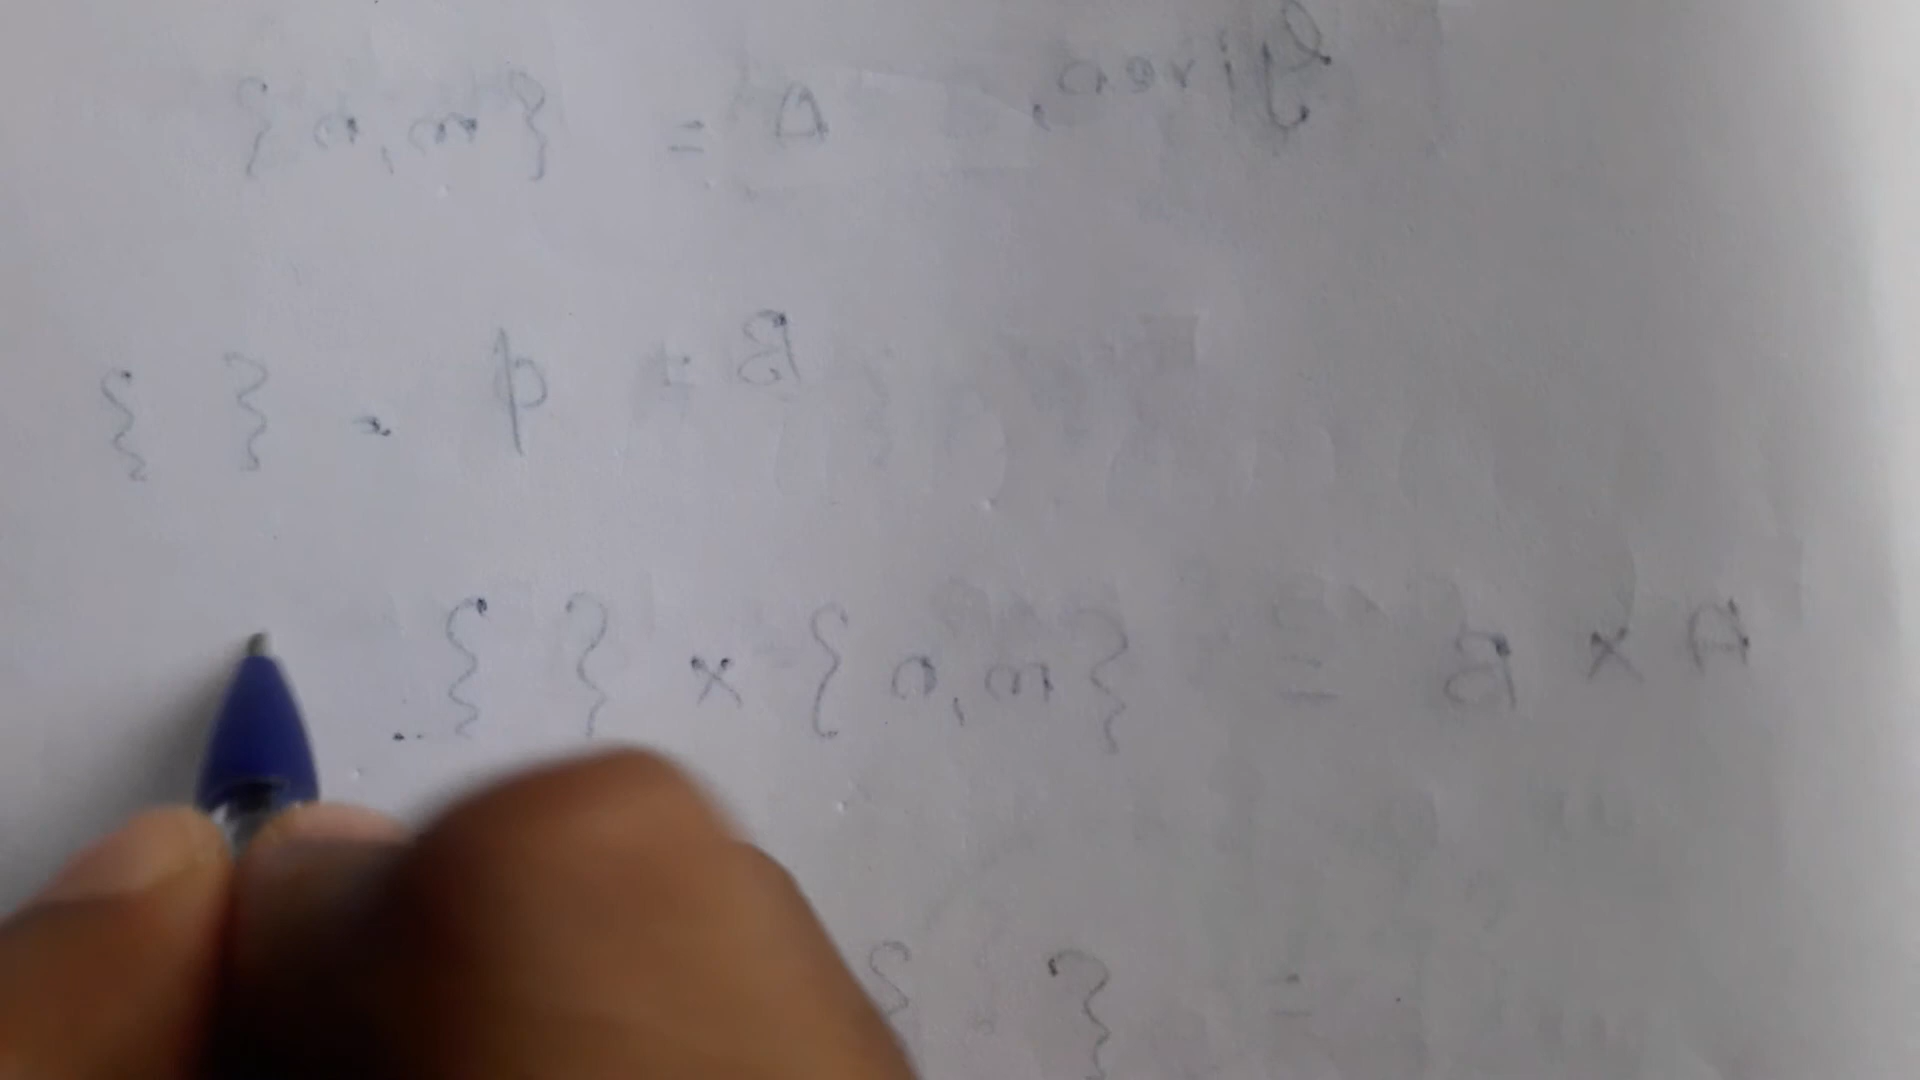 Given, A = {m,n}
B = φ = { }
A × B = {m,n} × { }
= { }